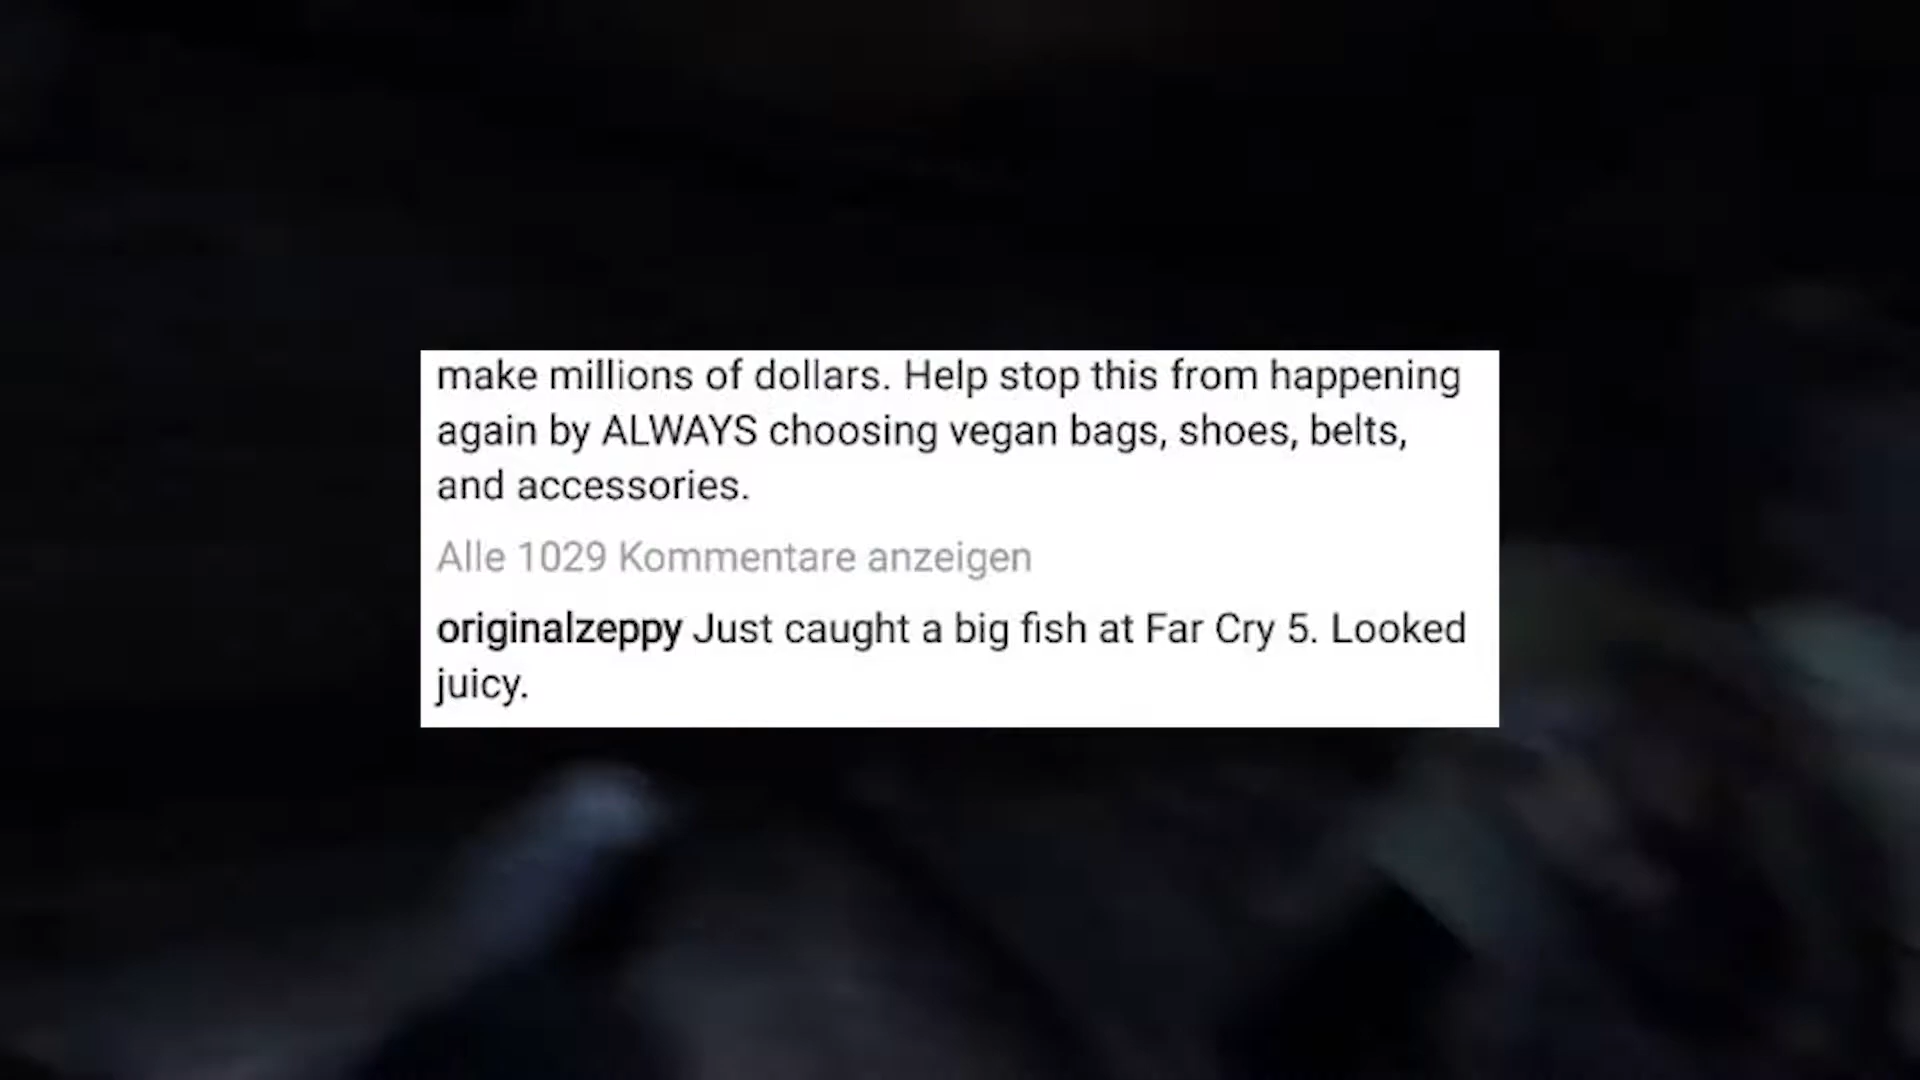 make millions of dollars. Help stop this from happening
again by ALWAYS choosing vegan bags, shoes, belts,
and accessories.
Alle 1029 Kommentare anzeigen
originalzeppy Just caught a big fish at Far Cry 5. Looked
juicy.